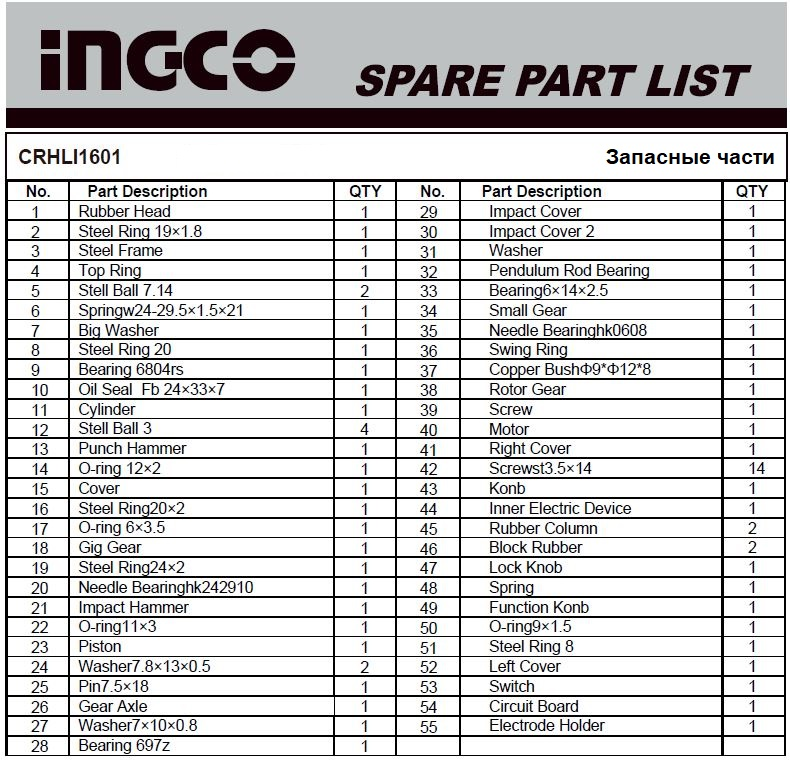 INGCO
SPARE PART LIST
CRHLI1601 Запасные части
No. Part Description QTY No. Part Description QTY
1 Rubber Head 1 29 Impact Cover 1
2 Steel Ring 19×1.8 1 30 Impact Cover 2 1
3 Steel Frame 1 31 Washer 1
4 Top Ring 1 32 Pendulum Rod Bearing 1
5 Stell Ball 7.14 2 33 Bearing6×14×2.5 1
6 Springw24-29.5×1.5×21 1 34 Small Gear 1
7 Big Washer 1 35 Needle Bearinghk0608 1
8 Steel Ring 20 1 36 Swing Ring 1
9 Bearing 6804rs 1 37 Copper BushΦ9*Φ12*8 1
10 Oil Seal  Fb 24×33×7 1 38 Rotor Gear 1
11 Cylinder 1 39 Screw 1
12 Stell Ball 3 4 40 Motor 1
13 Punch Hammer 1 41 Right Cover 1
14 O-ring 12×2 1 42 Screwst3.5×14 14
15 Cover 1 43 Konb 1
16 Steel Ring20×2 1 44 Inner Electric Device 1
17 O-ring 6×3.5 1 45 Rubber Column 2
18 Gig Gear 1 46 Block Rubber 2
19 Steel Ring24×2 1 47 Lock Knob 1
20 Needle Bearinghk242910 1 48 Spring 1
21 Impact Hammer 1 49 Function Konb 1
22 O-ring11×3 1 50 O-ring9×1.5 1
23 Piston 1 51 Steel Ring 8 1
24 Washer7.8×13×0.5 2 52 Left Cover 1
25 Pin7.5×18 1 53 Switch 1
26 Gear Axle 1 54 Circuit Board 1
27 Washer7×10×0.8 1 55 Electrode Holder 1
28 Bearing 697z 1